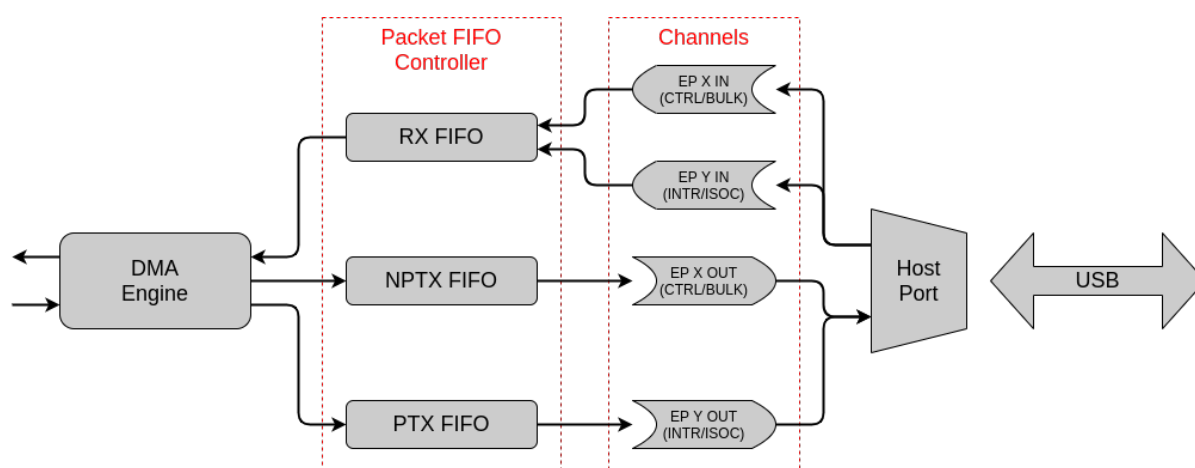 Packet FIFO
Controller
Channels
EP X IN
(CTRL/BULK)
RX FIFO
EP Y IN
(INTR/ISOC)
DMA
Engine
NPTX FIFO
EP X OUT
(CTRL/BULK)
Host
Port
USB
PTX FIFO
EP Y OUT
(INTR/ISOC)